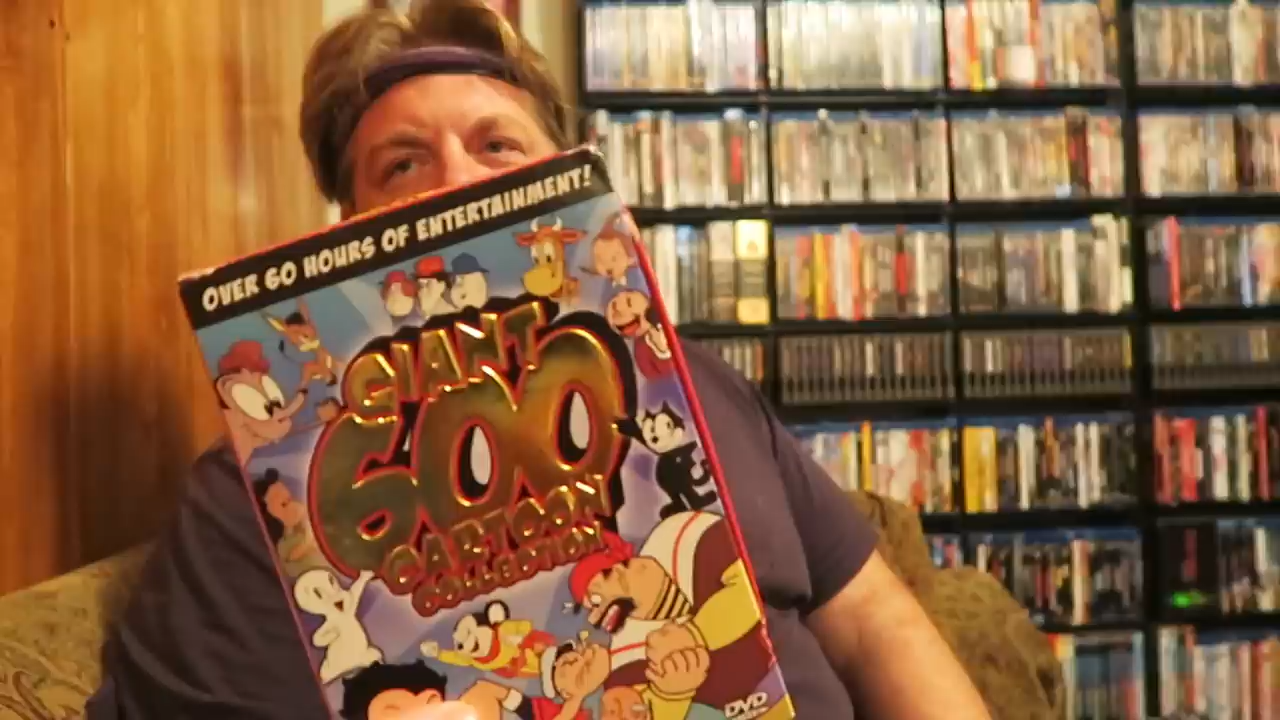 OVER 60 HOURS OF ENTERTAINMENT!
GIANT
600
CARTOON
COLLECTION
DVD